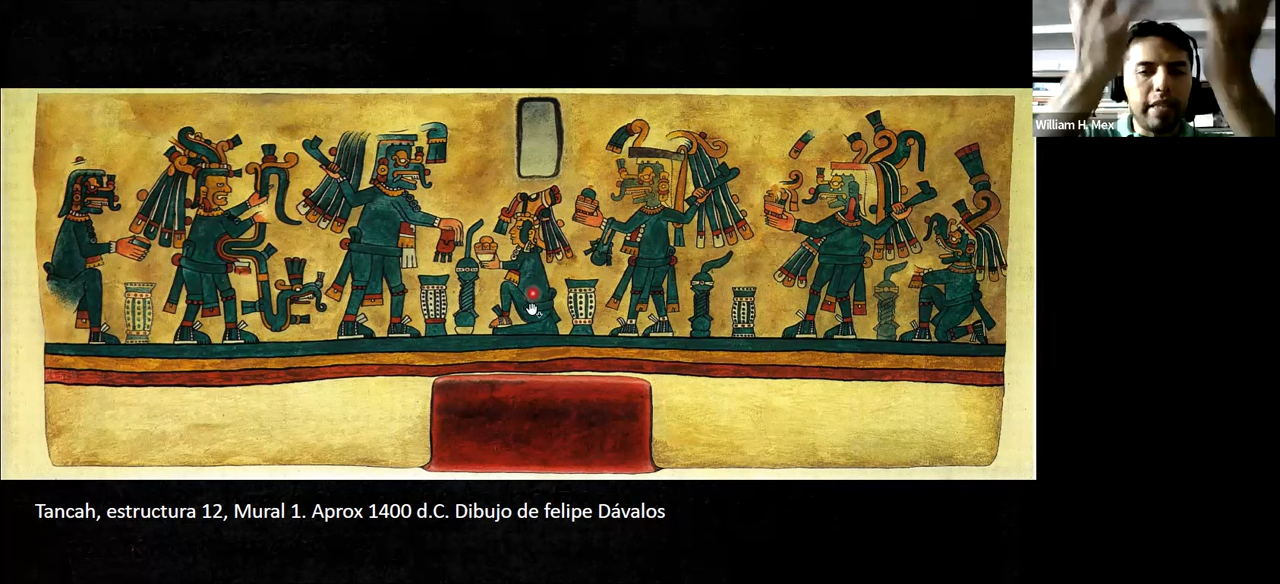 William H. Mex
Tancah, estructura 12, Mural 1. Aprox 1400 d.C. Dibujo de felipe Dávalos